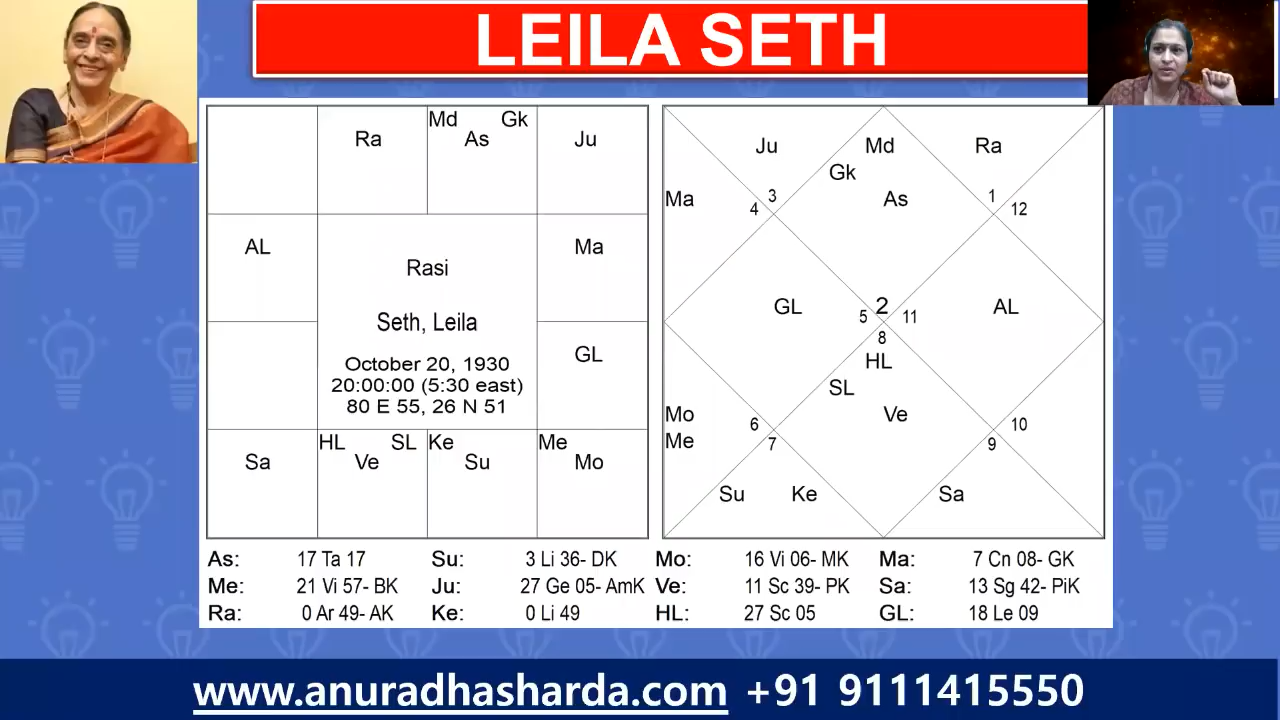 LEILA SETH
Ra
Md Gk
As
Ju
AL
Rasi
Ma
Seth, Leila
October 20, 1930
20:00:00 (5:30 east)
80 E 55, 26 N 51
GL
Sa
HL SL
Ve
Ke
Su
Me
Mo
Ju Md Ra
Gk
Ma As
3 1
4 12
GL 2 AL
5 11
8
HL
SL
Mo Ve
Me
6 10
7 9
Su Ke Sa
As: 17 Ta 17 Su: 3 Li 36- DK Mo: 16 Vi 06- MK Ma: 7 Cn 08- GK
Me: 21 Vi 57- BK Ju: 27 Ge 05- AmK Ve: 11 Sc 39- PK Sa: 13 Sg 42- PiK
Ra: 0 Ar 49- AK Ke: 0 Li 49 HL: 27 Sc 05 GL: 18 Le 09
www.anuradhasharda.com +91 9111415550